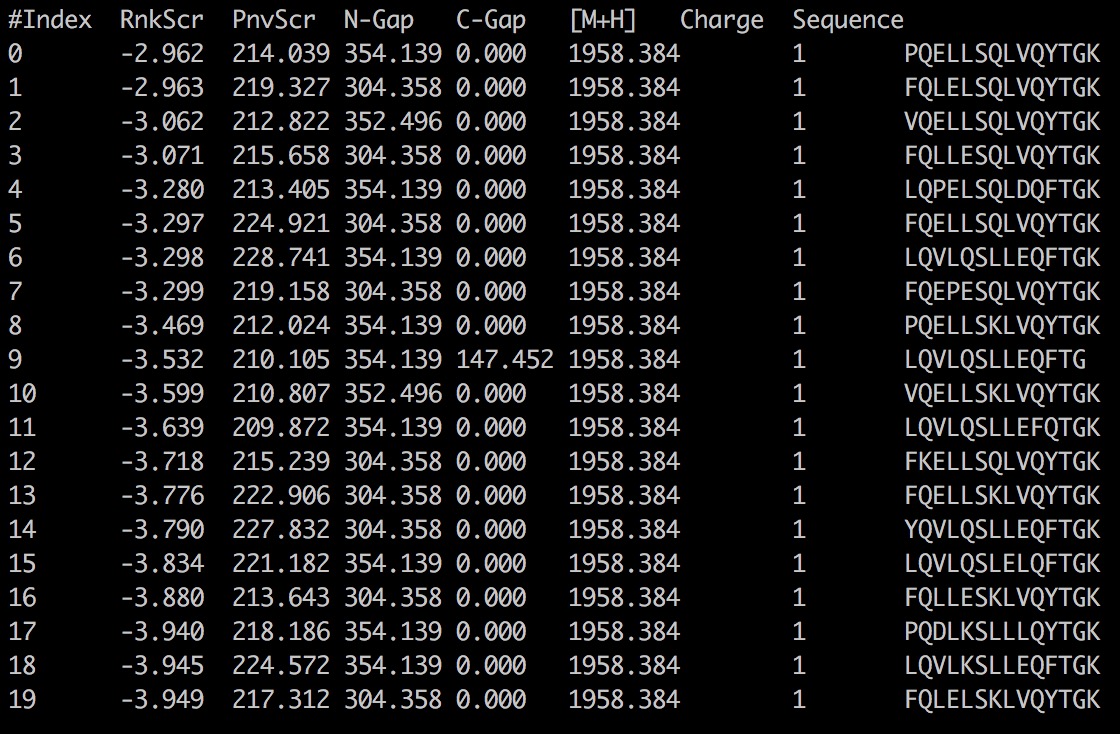 #Index RnkScr PnvScr N-Gap C-Gap [M+H] Charge Sequence
0 -2.962 214.039 354.139 0.000 1958.384 1 PQELLSQLVQYTGK
1 -2.963 219.327 304.358 0.000 1958.384 1 FQLELSQLVQYTGK
2 -3.062 212.822 352.496 0.000 1958.384 1 VQELLSQLVQYTGK
3 -3.071 215.658 304.358 0.000 1958.384 1 FQLLESQLVQYTGK
4 -3.280 213.405 354.139 0.000 1958.384 1 LQPELSQLDQFTGK
5 -3.297 224.921 304.358 0.000 1958.384 1 FQELLSQLVQYTGK
6 -3.298 228.741 354.139 0.000 1958.384 1 LQVLQSLLEQFTGK
7 -3.299 219.158 304.358 0.000 1958.384 1 FQEPESQLVQYTGK
8 -3.469 212.024 354.139 0.000 1958.384 1 PQELLSKLVQYTGK
9 -3.532 210.105 354.139 147.452 1958.384 1 LQVLQSLLEQFTG
10 -3.599 210.807 352.496 0.000 1958.384 1 VQELLSKLVQYTGK
11 -3.639 209.872 354.139 0.000 1958.384 1 LQVLQSLLEFQTGK
12 -3.718 215.239 304.358 0.000 1958.384 1 FKELLSQLVQYTGK
13 -3.776 222.906 304.358 0.000 1958.384 1 FQELLSKLVQYTGK
14 -3.790 227.832 304.358 0.000 1958.384 1 YQVLQSLLEQFTGK
15 -3.834 221.182 354.139 0.000 1958.384 1 LQVLQSLELQFTGK
16 -3.880 213.643 304.358 0.000 1958.384 1 FQLLESKLVQYTGK
17 -3.940 218.186 354.139 0.000 1958.384 1 PQDLKSLLLQYTGK
18 -3.945 224.572 354.139 0.000 1958.384 1 LQVLKSLLEQFTGK
19 -3.949 217.312 304.358 0.000 1958.384 1 FQLELSKLVQYTGK